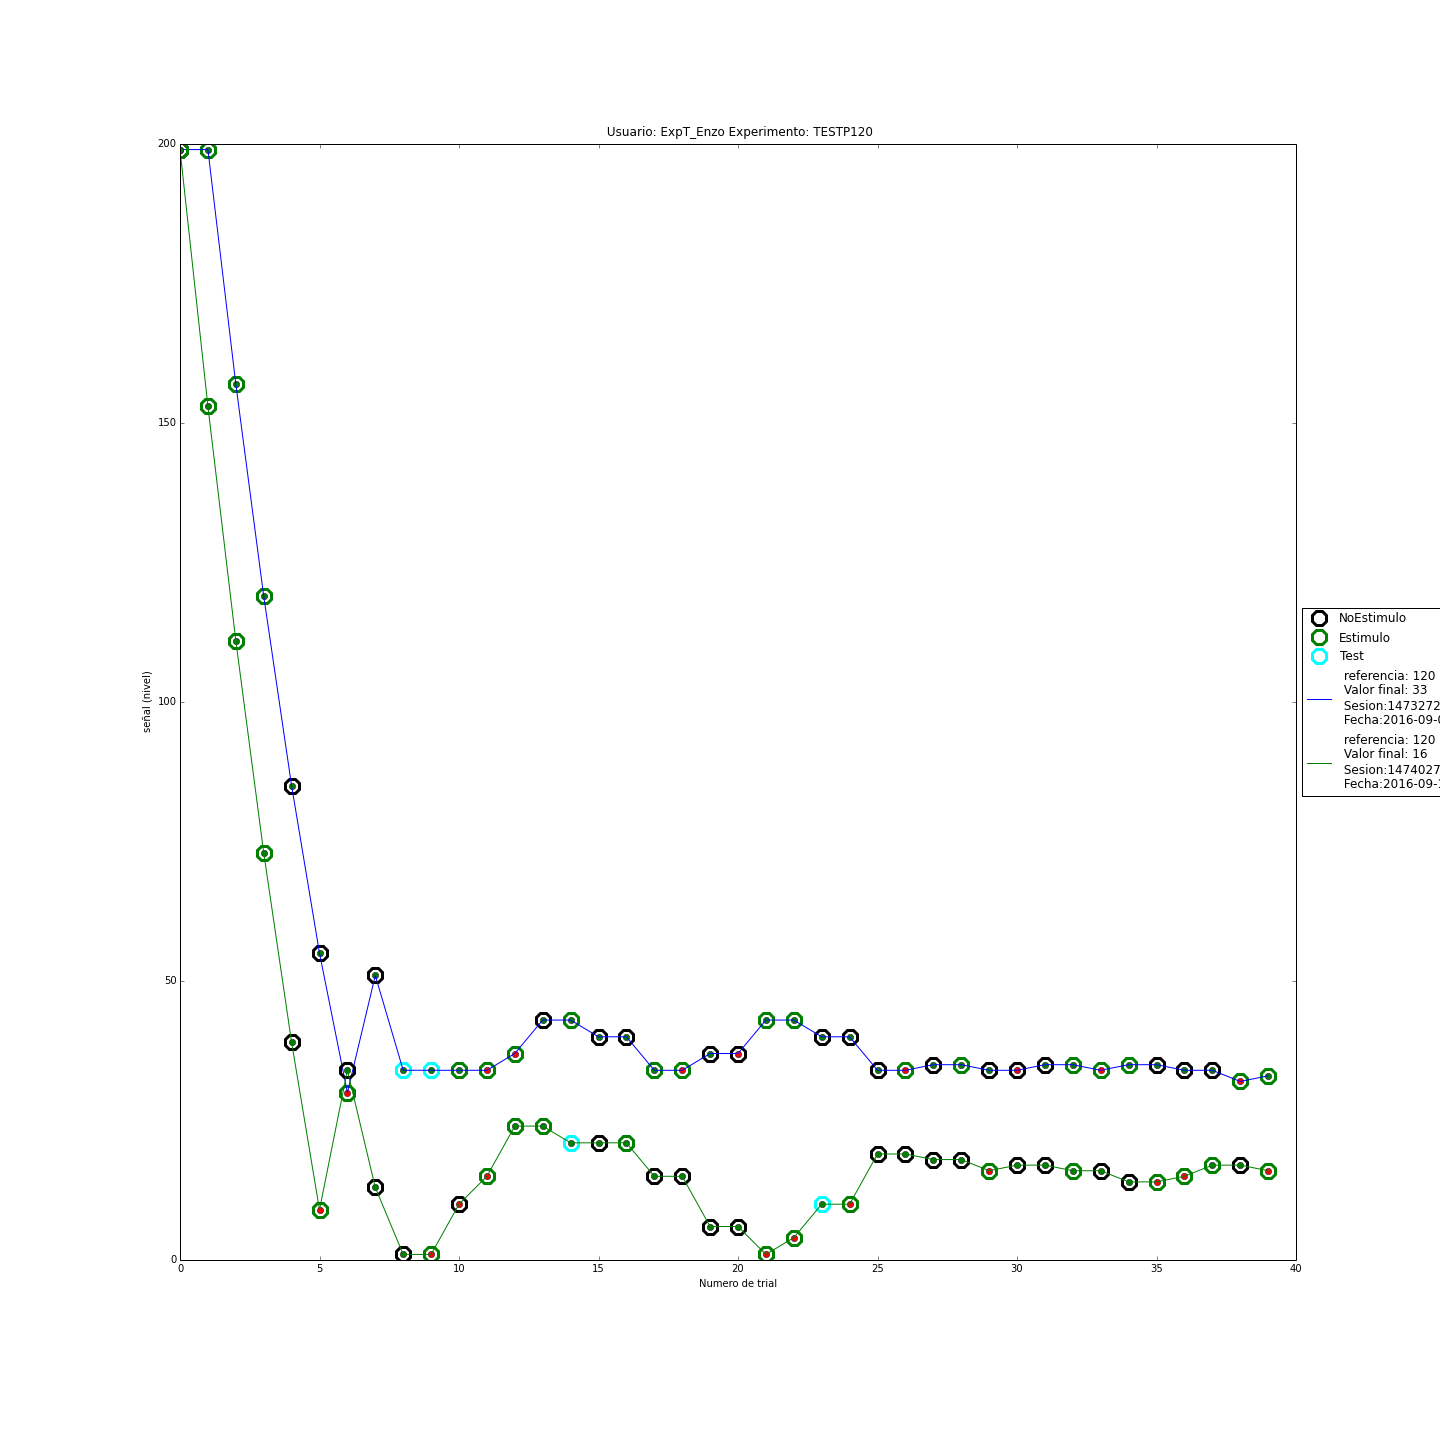 Usuario: ExpT_Enzo Experimento: TESTP120
200
150
100
50
0
señal (nivel)
0 5 10 15 20 25 30 35 40
Numero de trial
NoEstimulo
Estimulo
Test
referencia: 120
Valor final: 33
Sesion:1473272
Fecha:2016-09-0
referencia: 120
Valor final: 16
Sesion:1474027
Fecha:2016-09-1